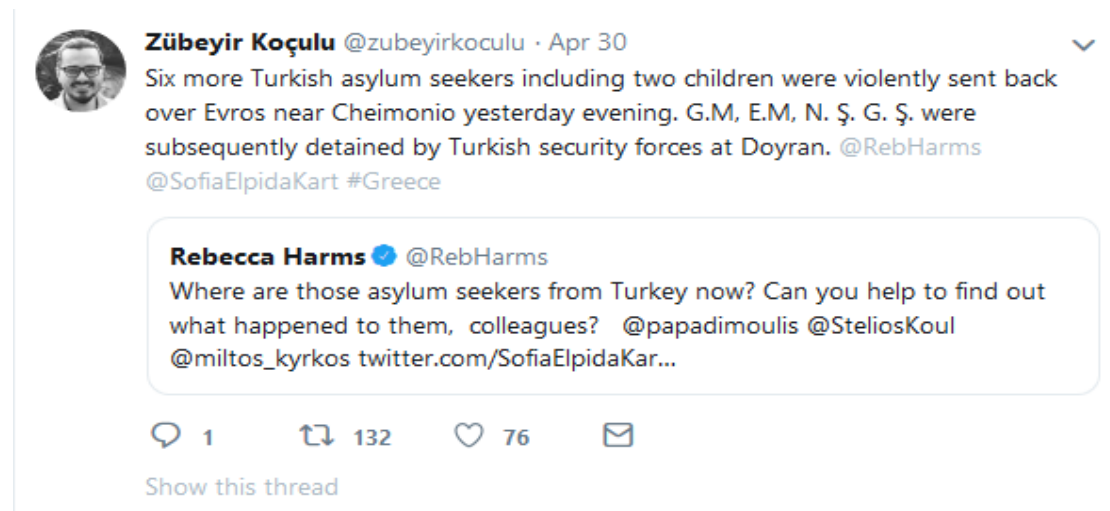 Zübeyir Koçulu @zubeyirkoculu · Apr 30
Six more Turkish asylum seekers including two children were violently sent back
over Evros near Cheimonio yesterday evening. G.M, E.M, N. Ş. G. Ş. were
subsequently detained by Turkish security forces at Doyran. @RebHarms
@SofiaElpidaKart #Greece
Rebecca Harms @RebHarms
Where are those asylum seekers from Turkey now? Can you help to find out
what happened to them, colleagues? @papadimoulis @SteliosKoul
@miltos_kyrkos twitter.com/SofiaElpidaKar...
1 132 76
Show this thread